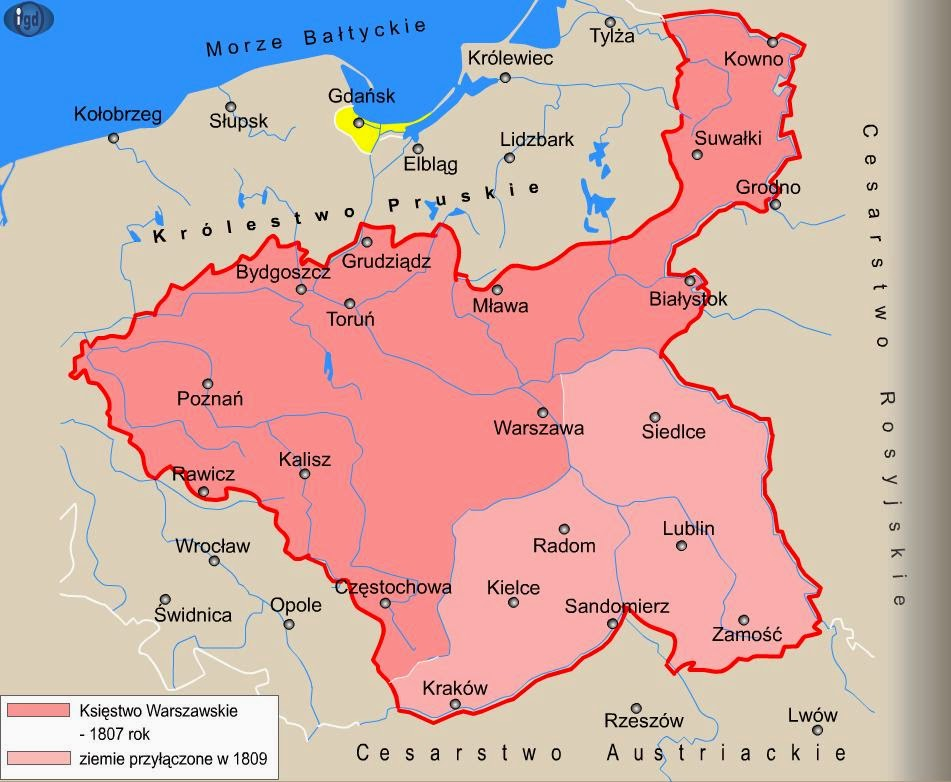 igd
Morze Bałtyckie
Tylża
Kowno
Królewiec
Gdańsk
Kołobrzeg
Słupsk
Lidzbark
Elbląg
Suwałki
Grodno
Królestwo Pruskie
Cesarstwo Rosyjskie
Grudziądz
Bydgoszcz
Toruń
Mława
Białystok
Poznań
Warszawa
Siedlce
Rawicz
Kalisz
Wrocław
Radom
Lublin
Częstochowa
Kielce
Świdnica
Opole
Sandomierz
Zamość
Kraków
Rzeszów
Lwów
Cesarstwo Austriackie
Księstwo Warszawskie
- 1807 rok
ziemie przyłączone w 1809